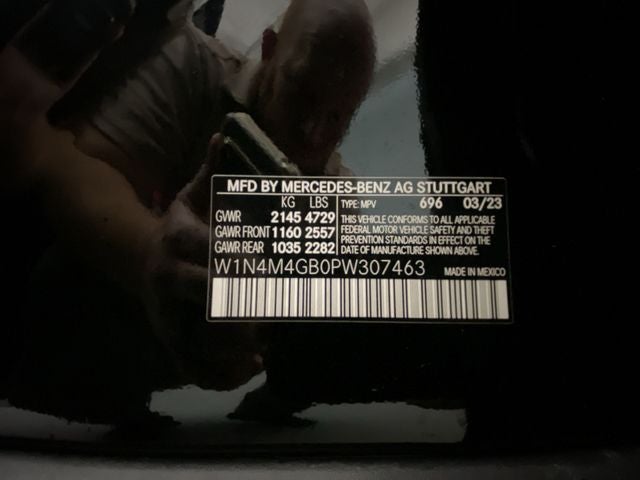 MFD BY MERCEDES-BENZ AG STUTTGART
KG LBS TYPE: MPV 696 03/23
GVWR 2145 4729 THIS VEHICLE CONFORMS TO ALL APPLICABLE
GAWR FRONT 1160 2557 FEDERAL MOTOR VEHICLE SAFETY AND THEFT
GAWR REAR 1035 2282 PREVENTION STANDARDS IN EFFECT ON THE
DATE OF MANUFACTURE SHOWN ABOVE.
W1N4M4GB0PW307463 MADE IN MEXICO